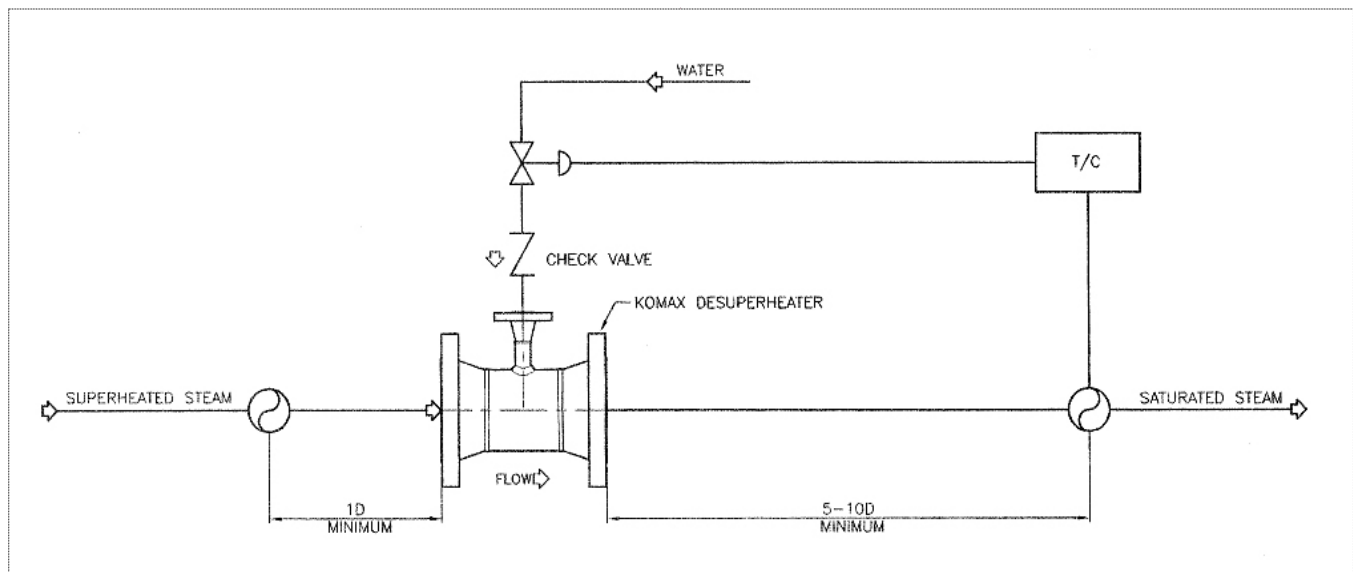 WATER
T/C
CHECK VALVE
KOMAX DESUPERHEATER
SUPERHEATED STEAM
SATURATED STEAM
FLOW
1D
MINIMUM
5-10D
MINIMUM